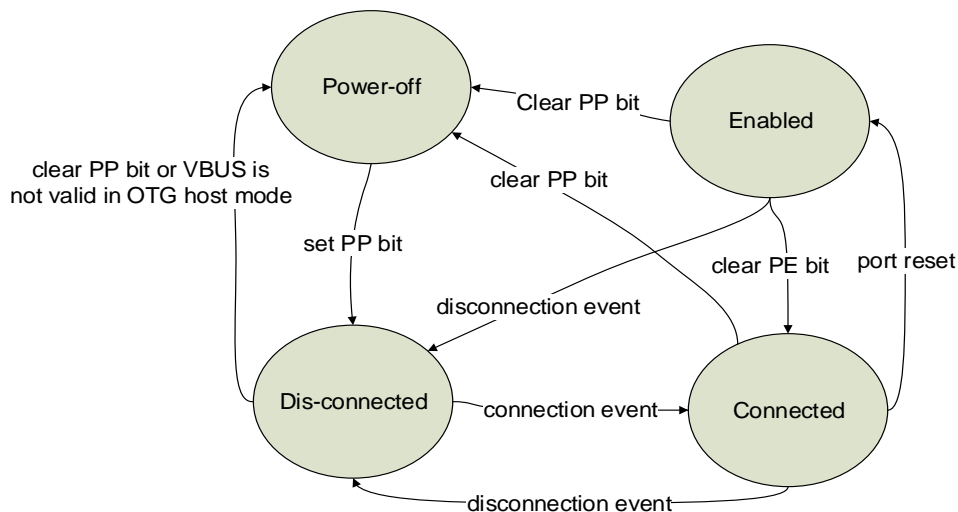 Power-off
Enabled
Clear PP bit
clear PP bit or VBUS is
not valid in OTG host mode
clear PP bit
set PP bit
clear PE bit
port reset
disconnection event
Dis-connected
connection event
Connected
disconnection event